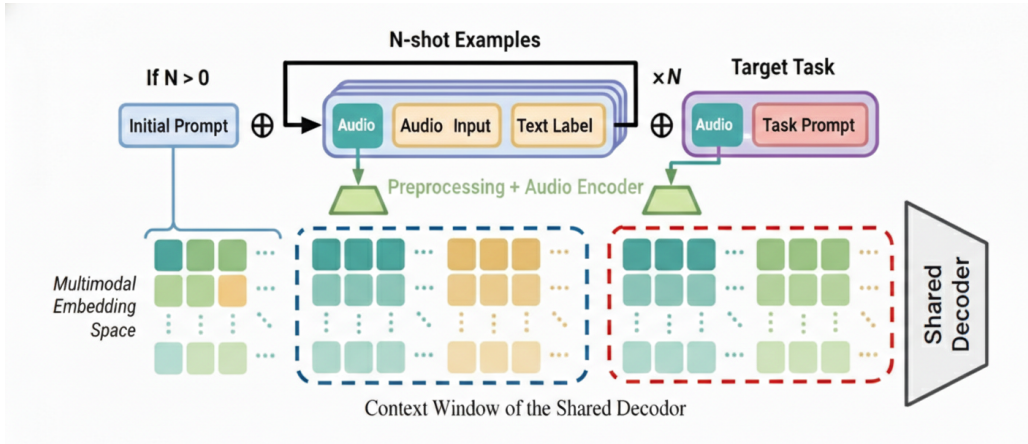 N-shot Examples
If N > 0
×N
Target Task
Initial Prompt
Audio
Audio Input
Text Label
Audio
Task Prompt
Preprocessing + Audio Encoder
Multimodal
Embedding
Space
Shared
Decoder
Context Window of the Shared Decodor